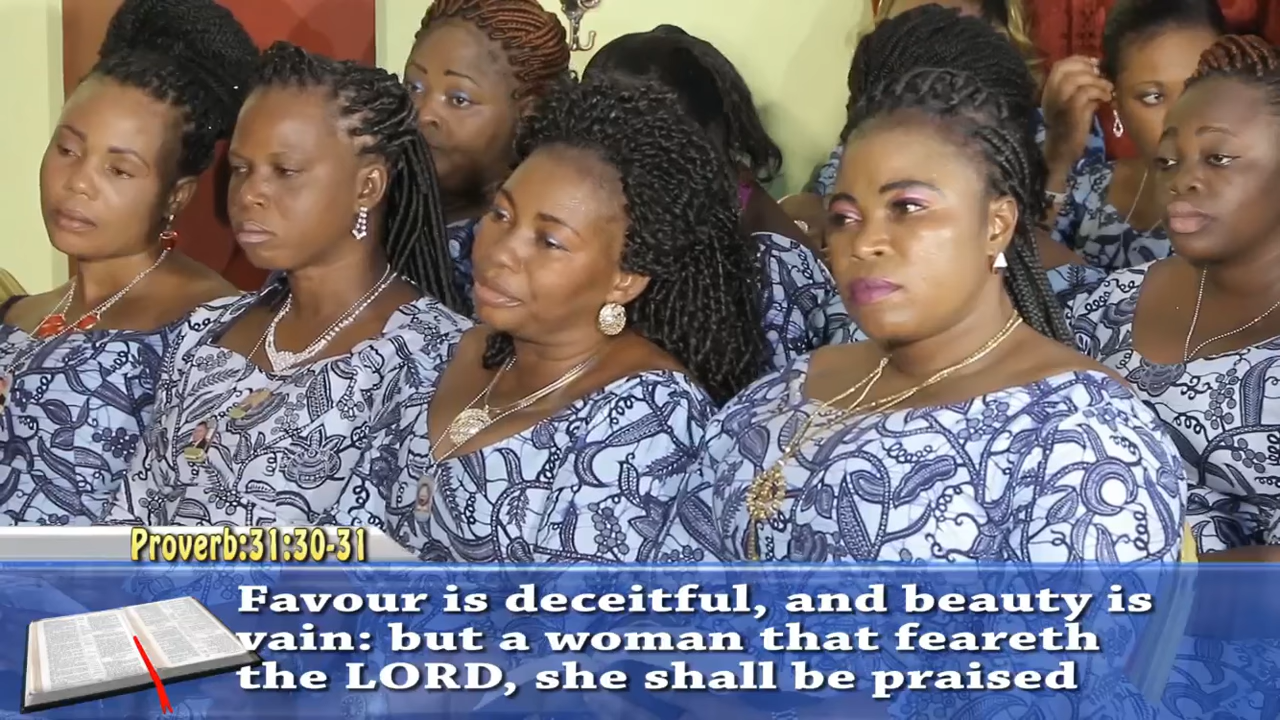 Proverb:31:30-31
Favour is deceitful, and beauty is
vain: but a woman that feareth
the LORD, she shall be praised